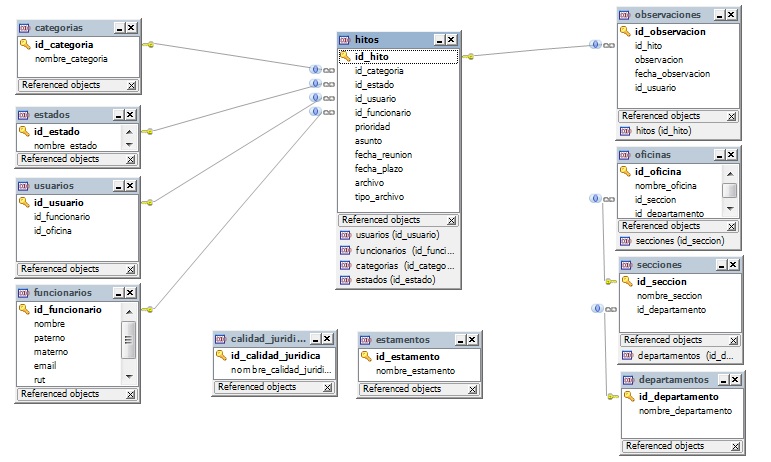 categorias
id_categoria
nombre_categoria
Referenced objects
estados
id_estado
nombre_estado
Referenced objects
usuarios
id_usuario
id_funcionario
id_oficina
Referenced objects
funcionarios
id_funcionario
nombre
paterno
materno
email
rut
Referenced objects
hitos
id_hito
id_categoria
id_estado
id_usuario
id_funcionario
prioridad
asunto
fecha_reunion
fecha_plazo
archivo
tipo_archivo
Referenced objects
usuarios (id_usuario)
funcionarios (id_funci...
categorias (id_catego...
estados (id_estado)
calidad_juridi...
id_calidad_juridica
nombre_calidad_juridi...
Referenced objects
estamentos
id_estamento
nombre_estamento
Referenced objects
observaciones
id_observacion
id_hito
observacion
fecha_observacion
id_usuario
Referenced objects
hitos (id_hito)
oficinas
id_oficina
nombre_oficina
id_seccion
id_departamento
Referenced objects
secciones (id_seccion)
secciones
id_seccion
nombre_seccion
id_departamento
Referenced objects
departamentos (id_d...
departamentos
id_departamento
nombre_departamento
Referenced objects